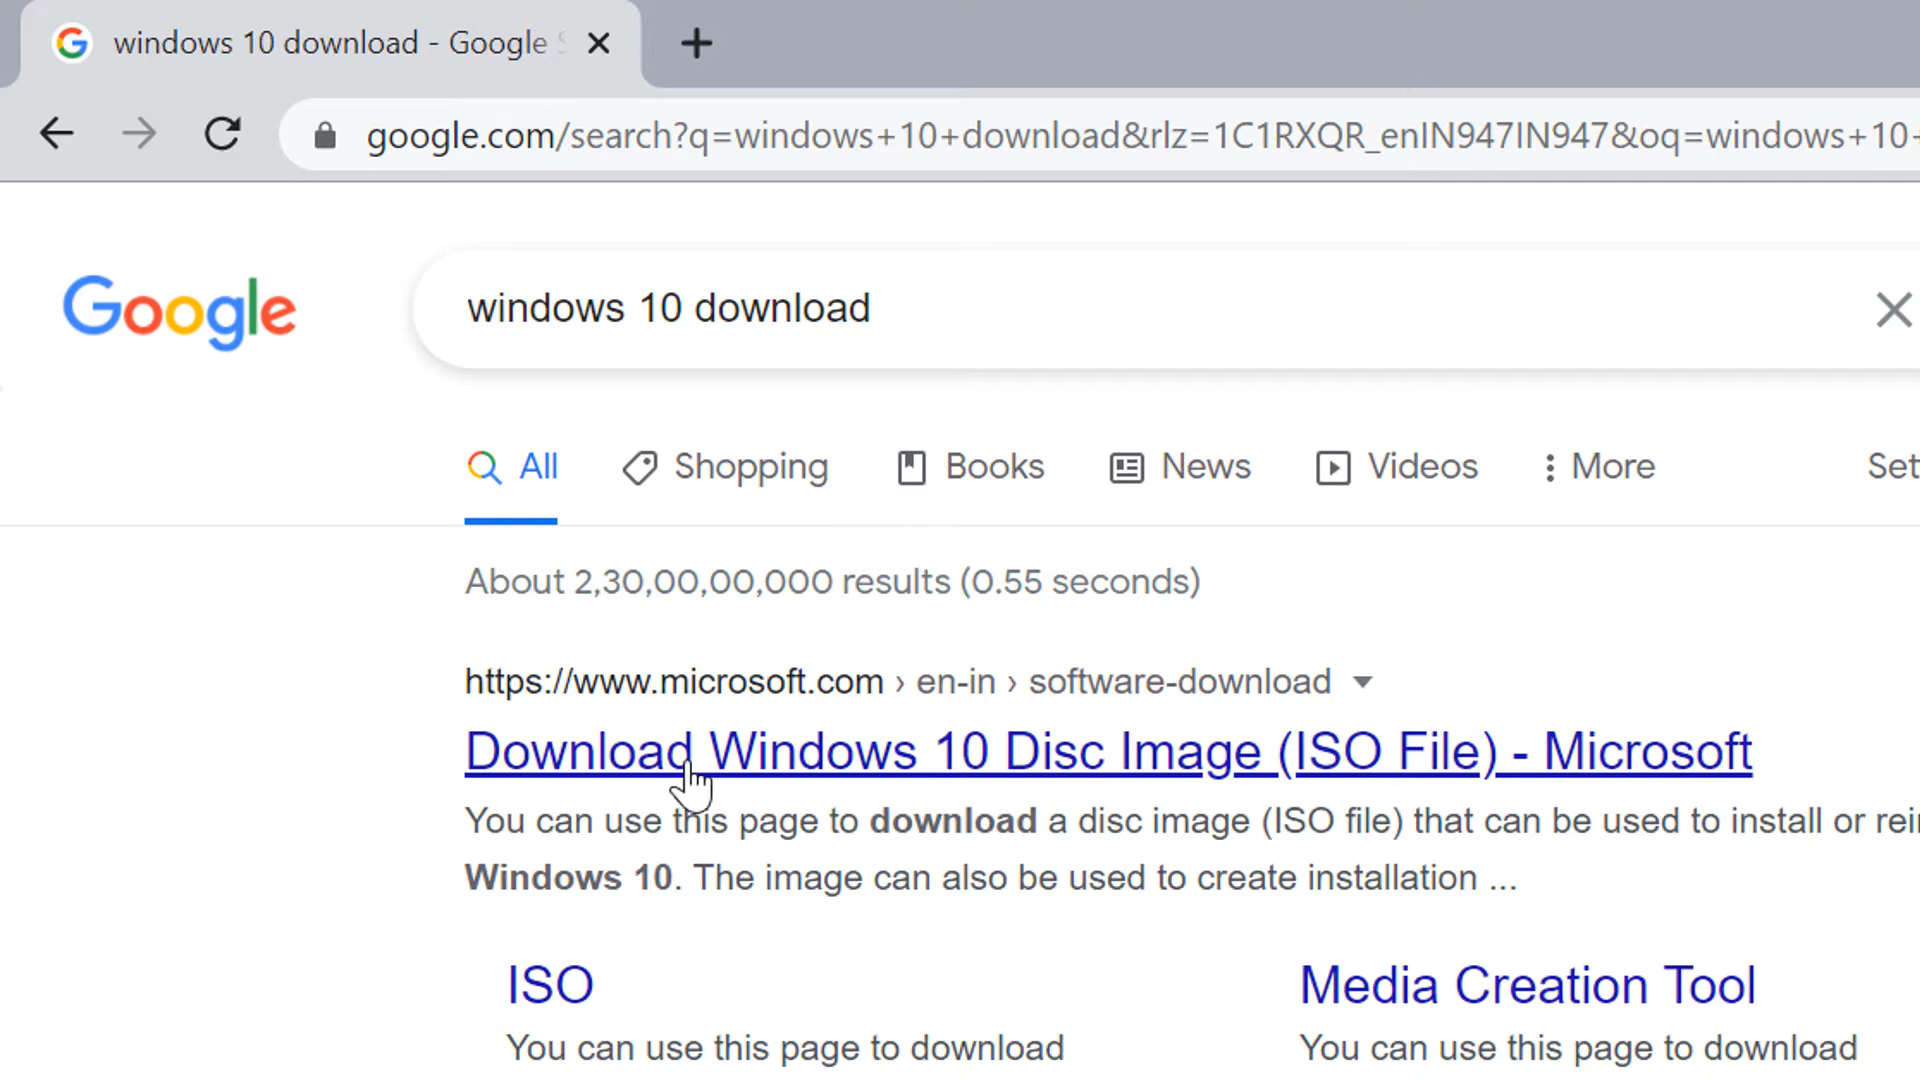 windows 10 download - Google
google.com/search?q=windows+10+download&rlz=1C1RXQR_enIN947IN947&oq=windows+10+
Google
windows 10 download
All Shopping Books News Videos More Set
About 2,30,00,00,000 results (0.55 seconds)
https://www.microsoft.com › en-in › software-download
Download Windows 10 Disc Image (ISO File) - Microsoft
You can use this page to download a disc image (ISO file) that can be used to install or rei
Windows 10. The image can also be used to create installation ...
ISO Media Creation Tool
You can use this page to download You can use this page to download